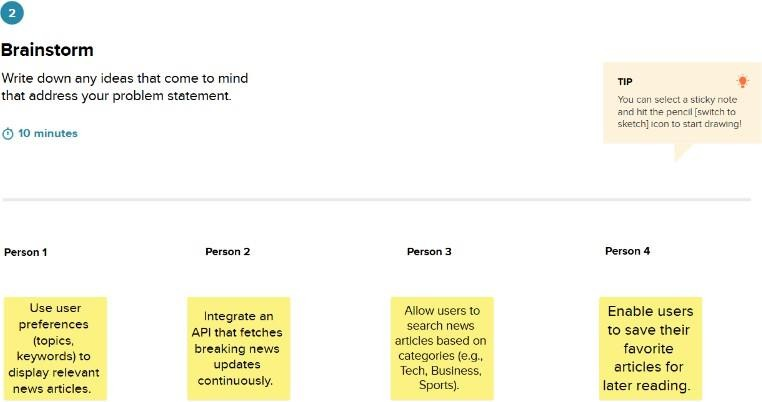 2
Brainstorm
Write down any ideas that come to mind
that address your problem statement.
10 minutes
TIP
You can select a sticky note
and hit the pencil [switch to
sketch] icon to start drawing!
Person 1
Person 2
Person 3
Person 4
Use user
preferences
(topics,
keywords) to
display relevant
news articles.
Integrate an
API that fetches
breaking news
updates
continuously.
Allow users to
search news
articles based on
categories (e.g.,
Tech, Business,
Sports).
Enable users
to save their
favorite
articles for
later reading.